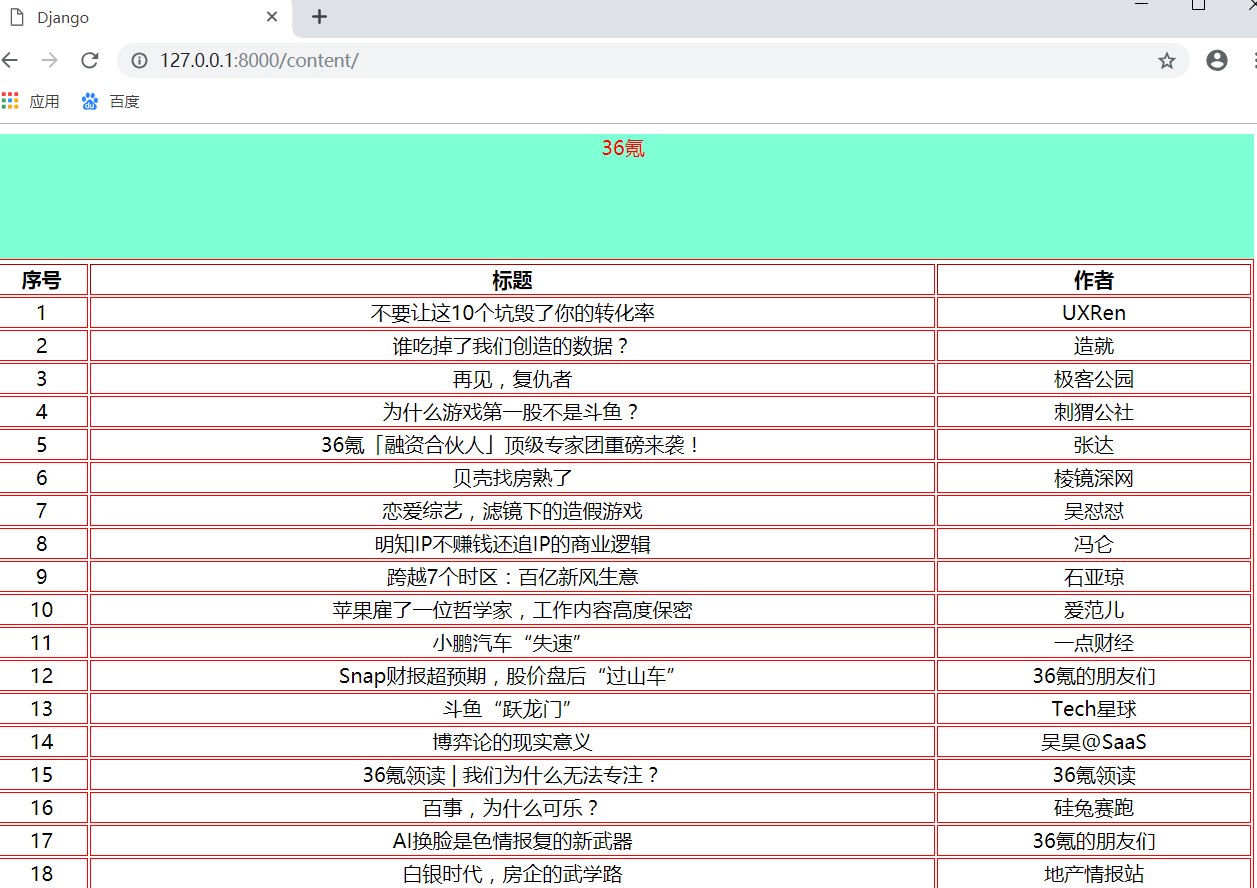 Django
127.0.0.1:8000/content/
应用 百度
36氪
序号 标题 作者
1 不要让这10个坑毁了你的转化率 UXRen
2 谁吃掉了我们创造的数据？ 造就
3 再见，复仇者 极客公园
4 为什么游戏第一股不是斗鱼？ 刺猬公社
5 36氪「融资合伙人」顶级专家团重磅来袭！ 张达
6 贝壳找房熟了 棱镜深网
7 恋爱综艺，滤镜下的造假游戏 吴怼怼
8 明知IP不赚钱还追IP的商业逻辑 冯仑
9 跨越7个时区：百亿新风生意 石亚琼
10 苹果雇了一位哲学家，工作内容高度保密 爱范儿
11 小鹏汽车“失速” 一点财经
12 Snap财报超预期，股价盘后“过山车” 36氪的朋友们
13 斗鱼“跃龙门” Tech星球
14 博弈论的现实意义 吴昊@SaaS
15 36氪领读 | 我们为什么无法专注？ 36氪领读
16 百事，为什么可乐？ 硅兔赛跑
17 AI换脸是色情报复的新武器 36氪的朋友们
18 白银时代，房企的武学路 地产情报站